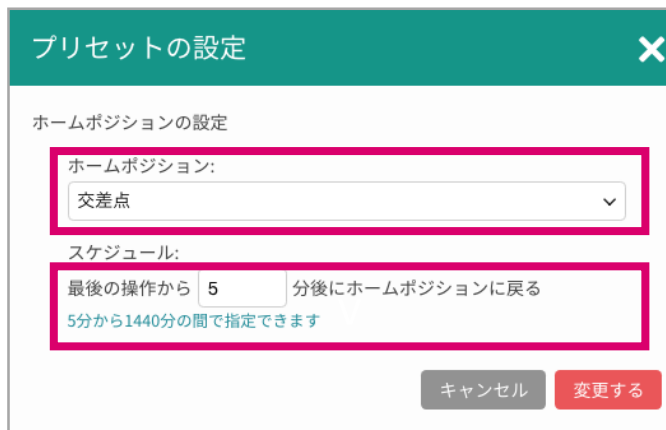 プリセットの設定
ホームポジションの設定
ホームポジション:
交差点
スケジュール:
最後の操作から 5 分後にホームポジションに戻る
5分から1440分の間で指定できます
キャンセル 変更する